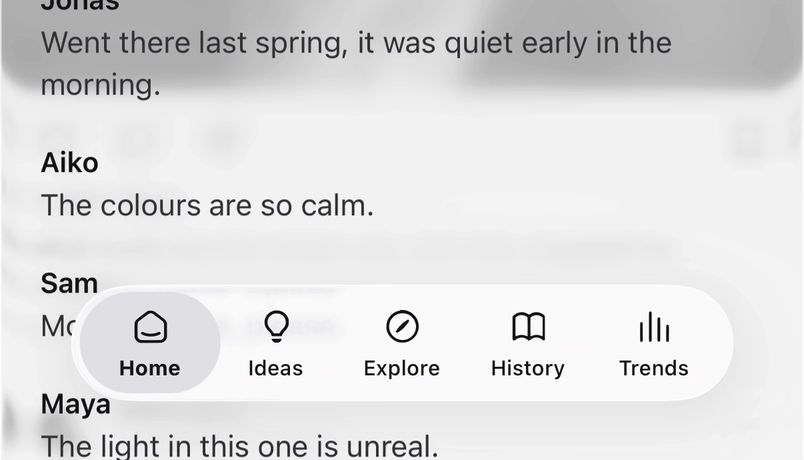 Jonas
Went there last spring, it was quiet early in the
morning.
Aiko
The colours are so calm.
Sam
Home
Ideas
Explore
History
Trends
Maya
The light in this one is unreal.